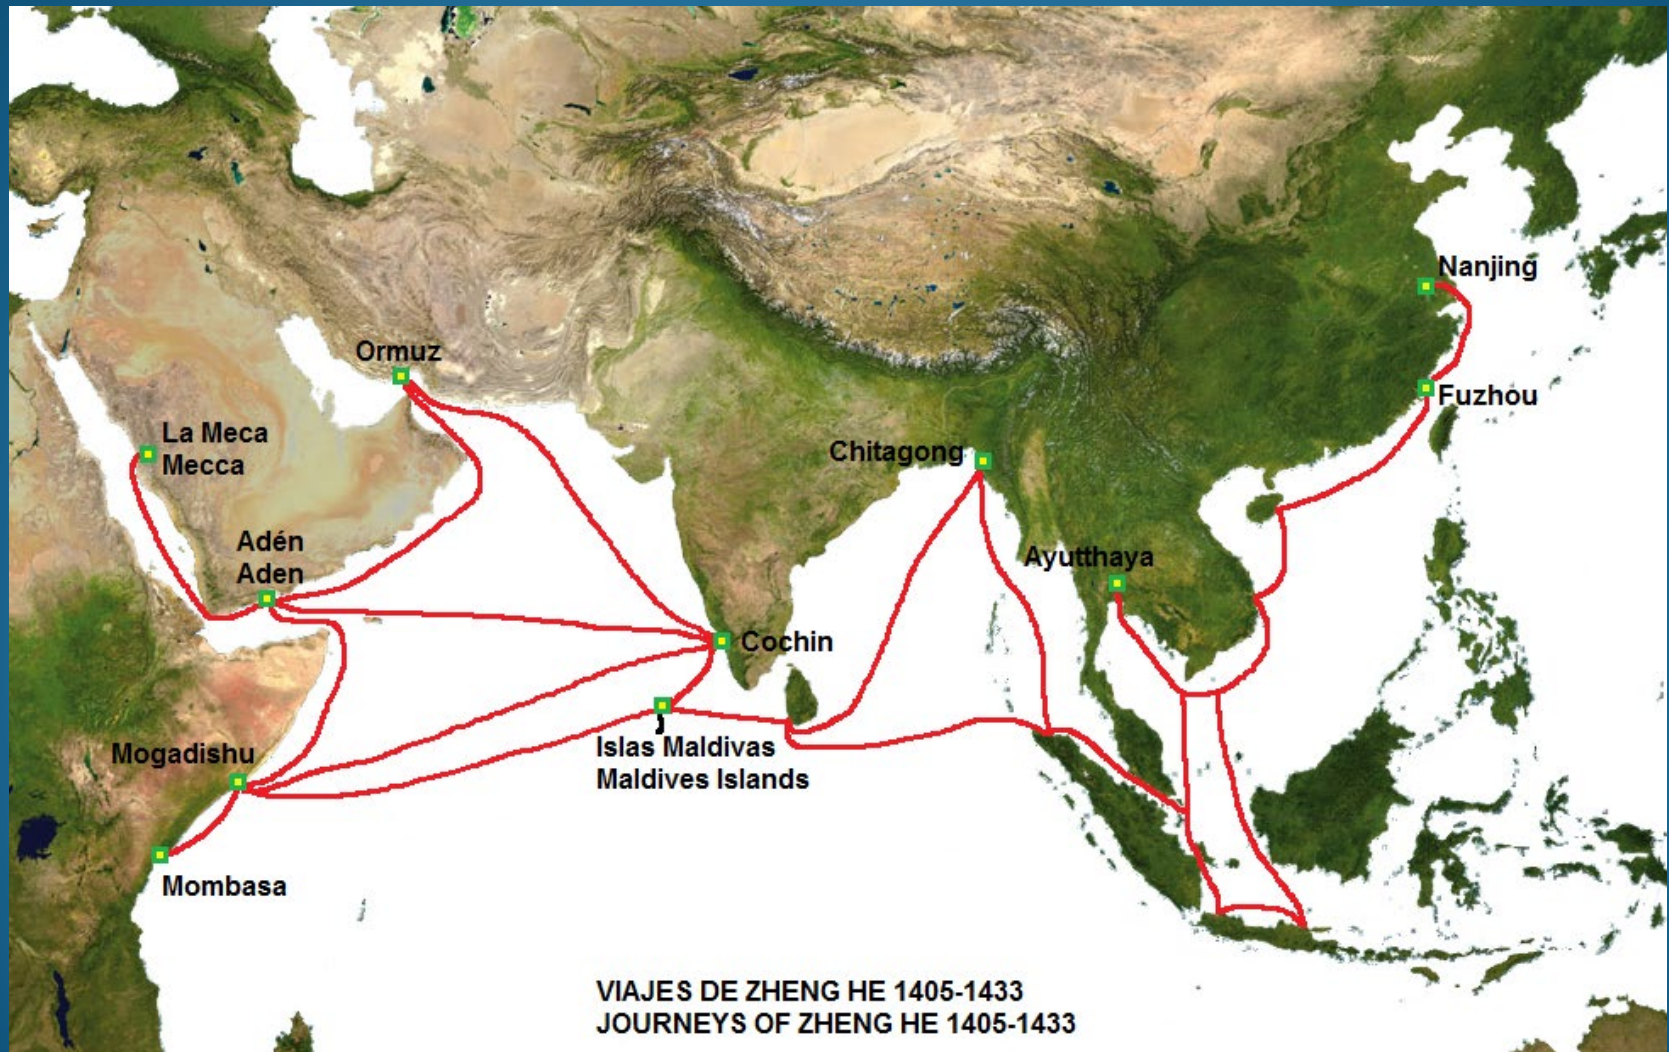 Nanjing
Ormuz
Fuzhou
La Meca
Mecca
Chitagong
Adén
Aden
Ayutthaya
Cochin
Mogadishu
Islas Maldivas
Maldives Islands
Mombasa
VIAJES DE ZHENG HE 1405-1433
JOURNEYS OF ZHENG HE 1405-1433